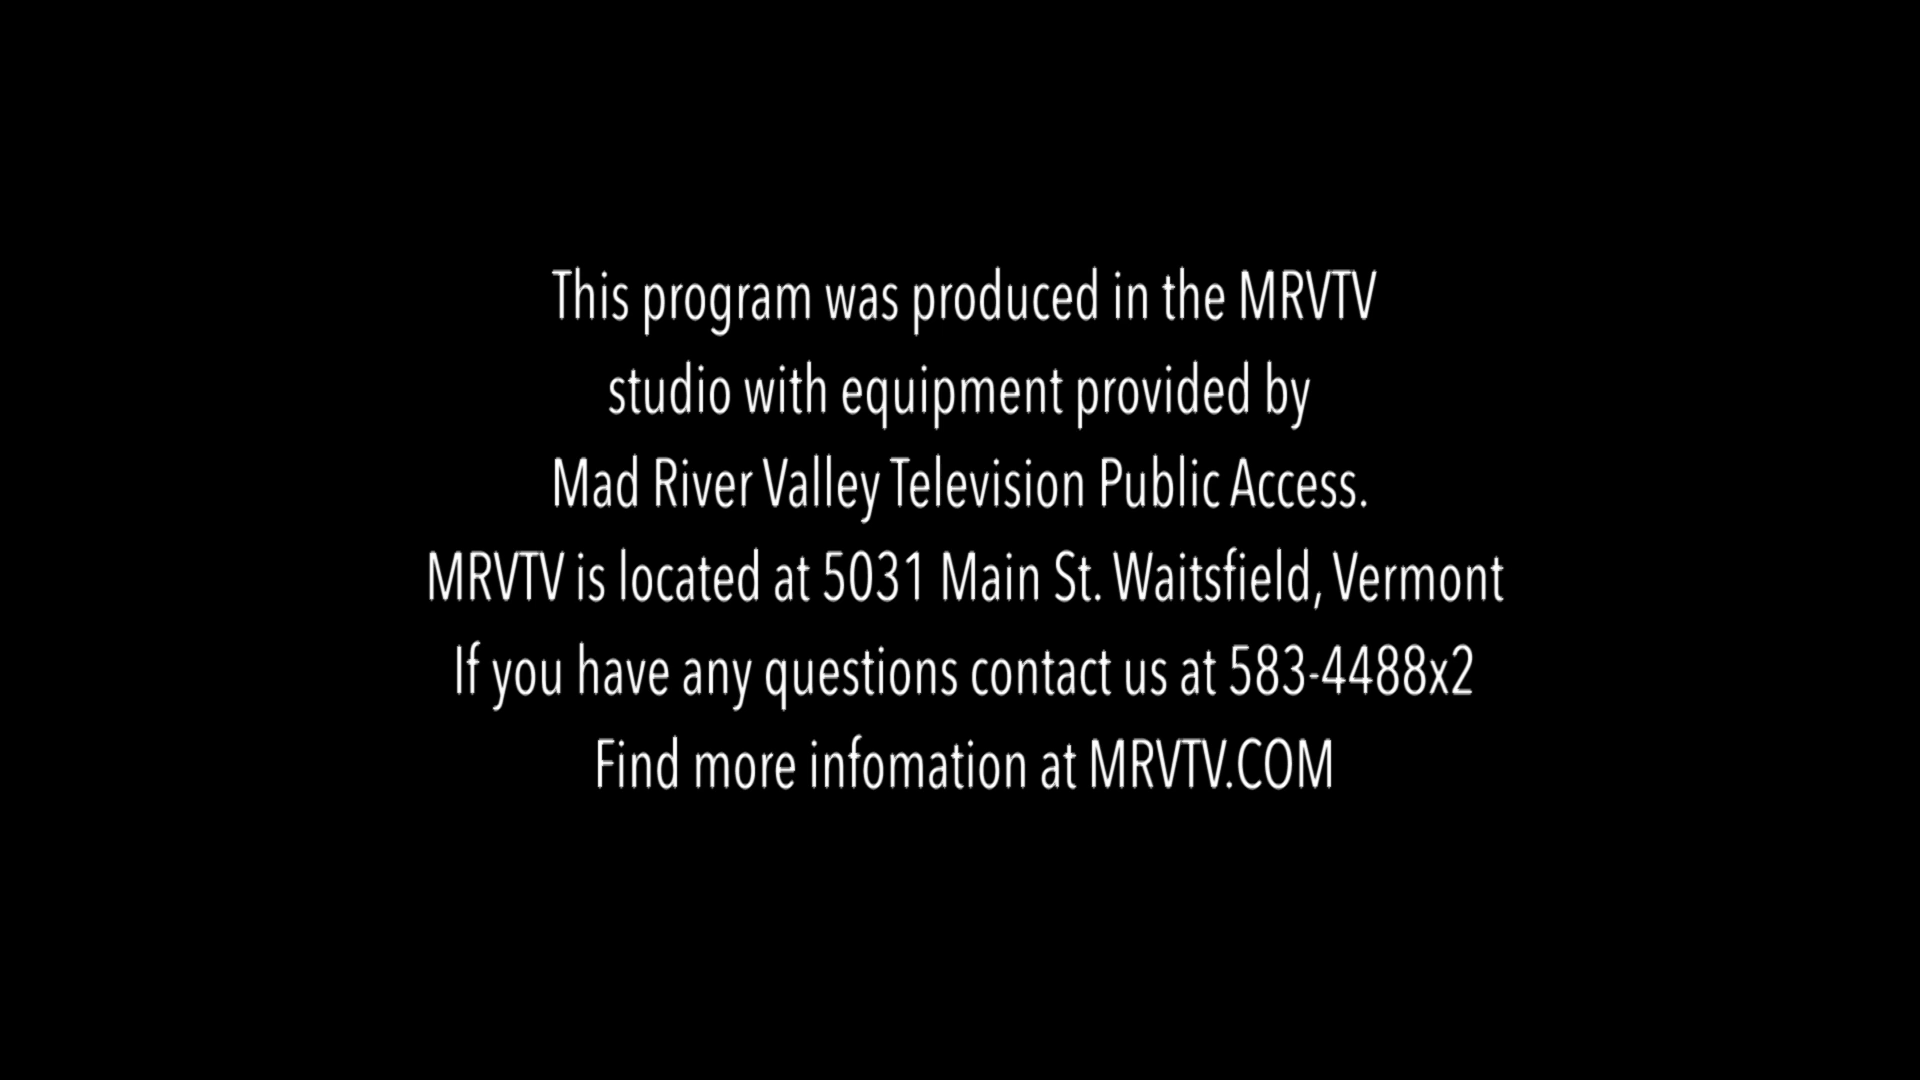 This program was produced in the MRVTV
studio with equipment provided by
Mad River Valley Television Public Access.
MRVTV is located at 5031 Main St. Waitsfield, Vermont
If you have any questions contact us at 583-4488x2
Find more infomation at MRVTV.COM